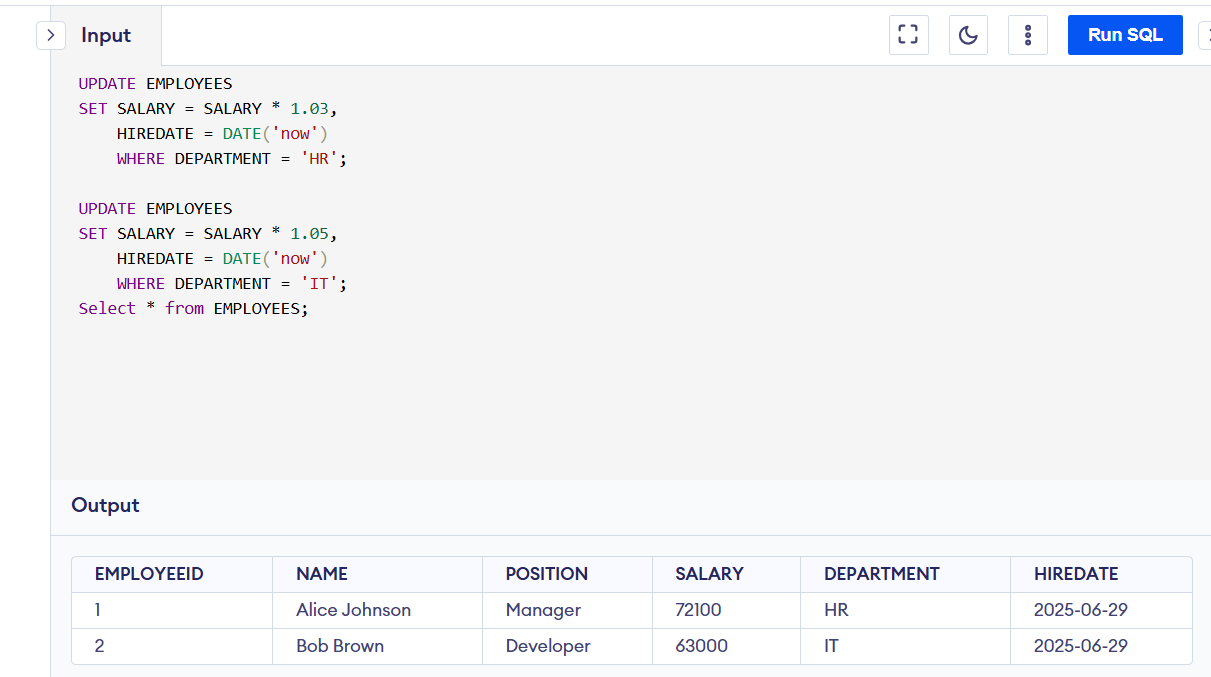 Input
Run SQL
UPDATE EMPLOYEES
SET SALARY = SALARY * 1.03,
    HIREDATE = DATE('now')
    WHERE DEPARTMENT = 'HR';

UPDATE EMPLOYEES
SET SALARY = SALARY * 1.05,
    HIREDATE = DATE('now')
    WHERE DEPARTMENT = 'IT';
Select * from EMPLOYEES;
Output
EMPLOYEEID NAME POSITION SALARY DEPARTMENT HIREDATE
1 Alice Johnson Manager 72100 HR 2025-06-29
2 Bob Brown Developer 63000 IT 2025-06-29